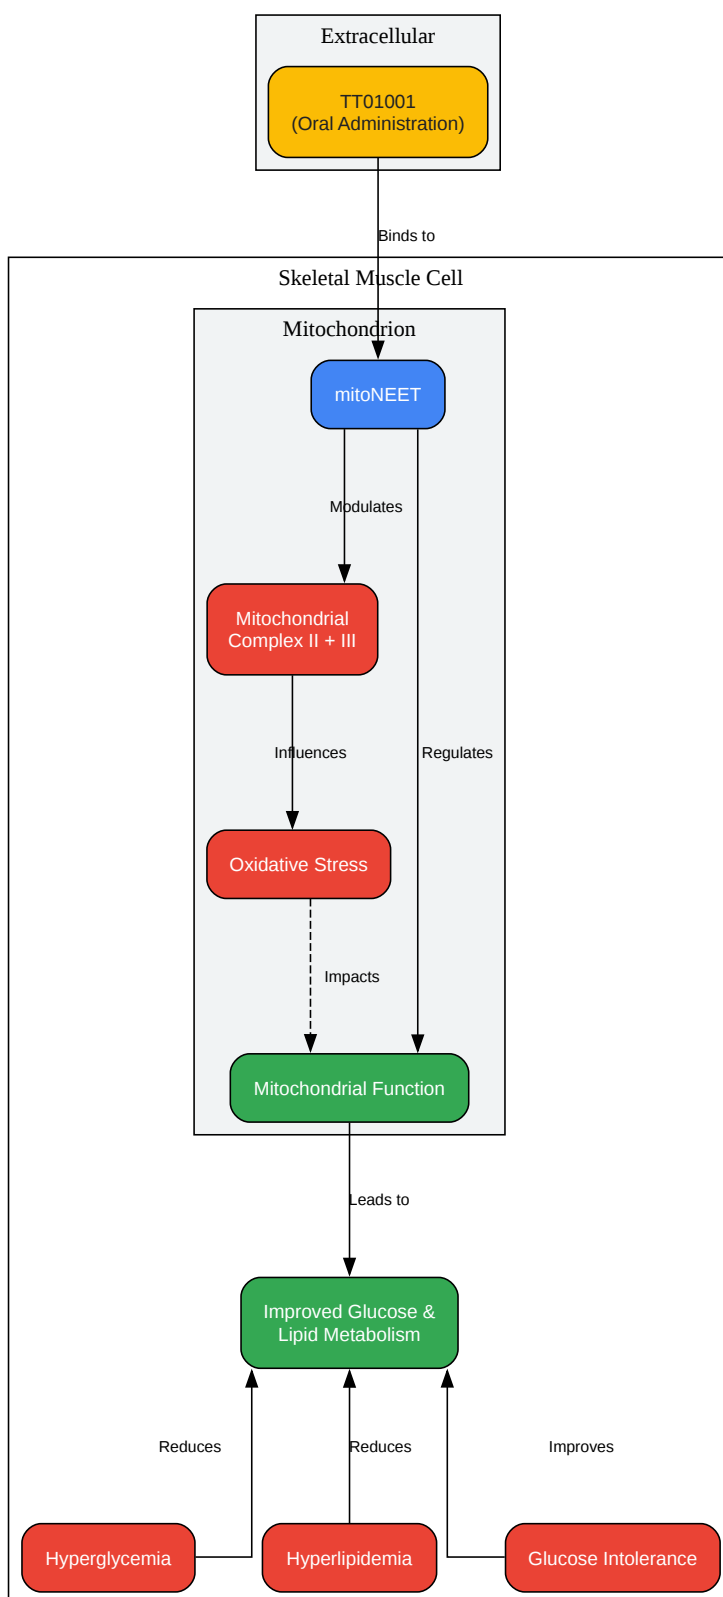 Extracellular
TT01001
(Oral Administration)
Binds to
Skeletal Muscle Cell
Mitochondrion
mitoNEET
Modulates
Mitochondrial
Complex II + III
Influences
Regulates
Oxidative Stress
Impacts
Mitochondrial Function
Leads to
Improved Glucose &
Lipid Metabolism
Reduces
Reduces
Improves
Hyperglycemia
Hyperlipidemia
Glucose Intolerance